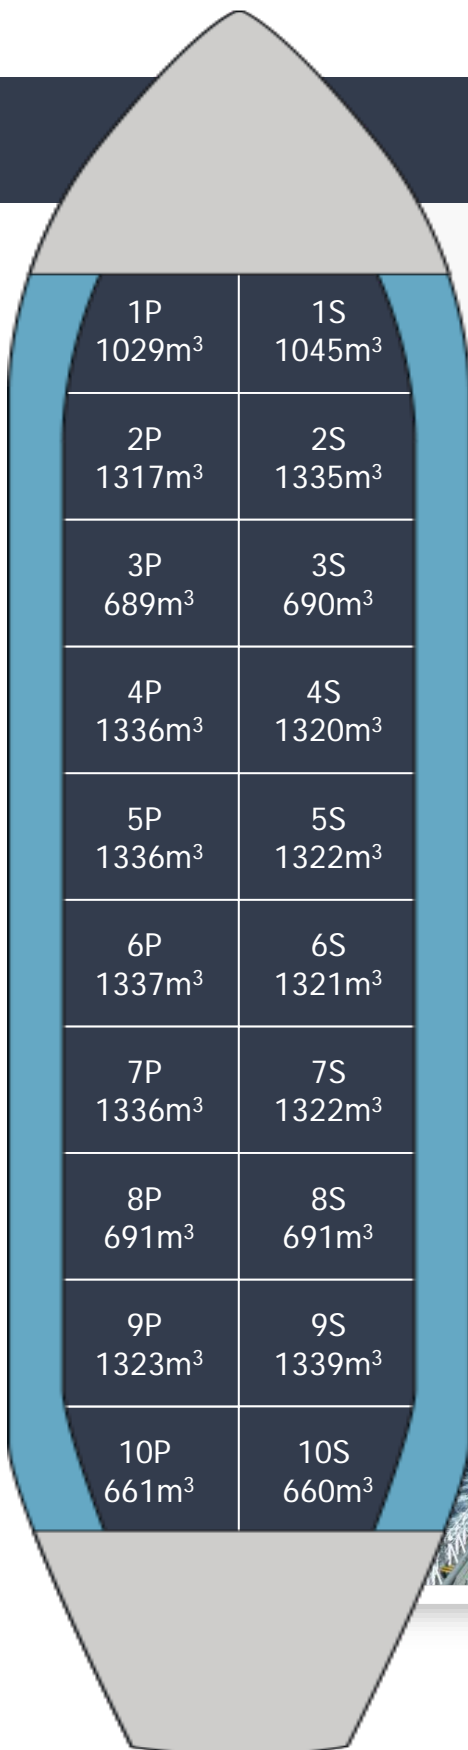 1P 1S
1029m³ 1045m³
2P 2S
1317m³ 1335m³
3P 3S
689m³ 690m³
4P 4S
1336m³ 1320m³
5P 5S
1336m³ 1322m³
6P 6S
1337m³ 1321m³
7P 7S
1336m³ 1322m³
8P 8S
691m³ 691m³
9P 9S
1323m³ 1339m³
10P 10S
661m³ 660m³